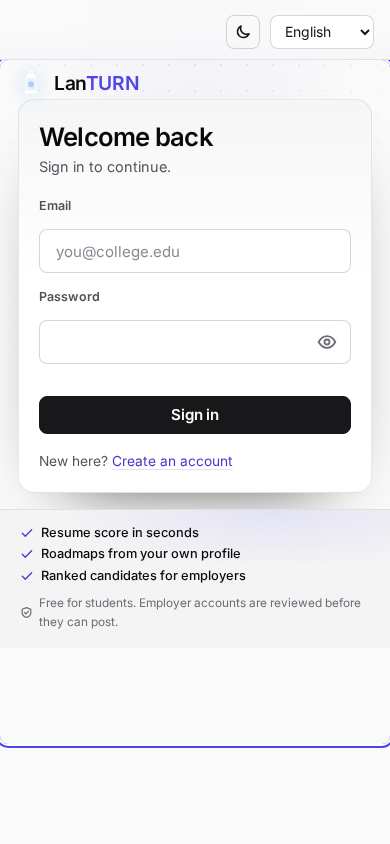 English
LanTURN
Welcome back
Sign in to continue.
Email
you@college.edu
Password
Sign in
New here? Create an account
Resume score in seconds
Roadmaps from your own profile
Ranked candidates for employers
Free for students. Employer accounts are reviewed before
they can post.